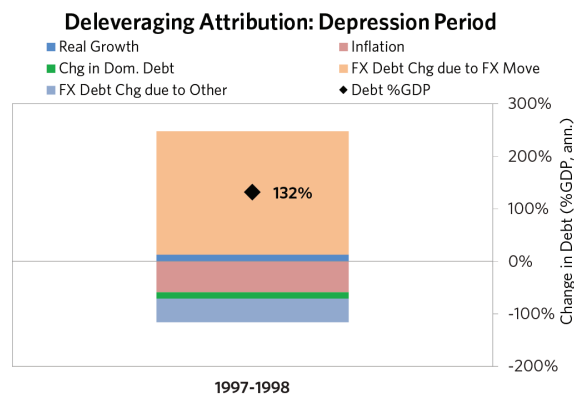 Deleveraging Attribution: Depression Period
Real Growth
Inflation
Chg in Dom. Debt
FX Debt Chg due to FX Move
FX Debt Chg due to Other
Debt %GDP
300%
200%
100%
0%
-100%
-200%
Change in Debt (%GDP, ann.)
132%
1997-1998